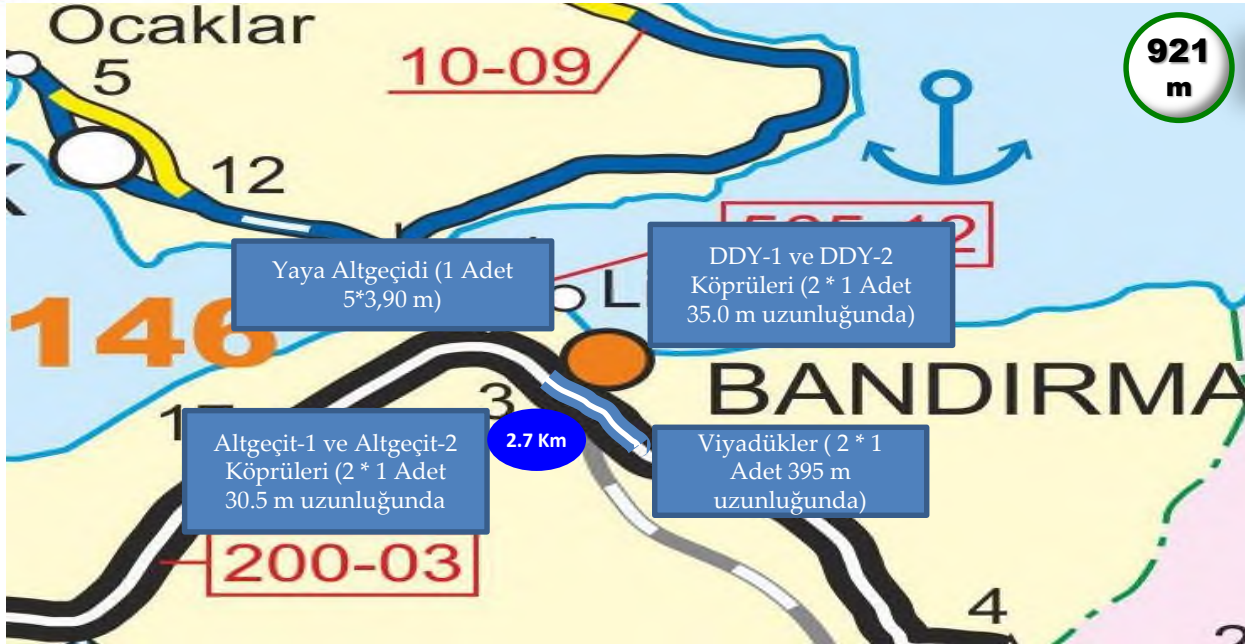 Ocaklar
5
10-09
921
m
12
Yaya Altgeçidi (1 Adet
5*3,90 m)
DDY-1 ve DDY-2
Köprüleri (2 * 1 Adet
35.0 m uzunluğunda)
146
BANDIRMA
3
2.7 Km
Altgeçit-1 ve Altgeçit-2
Köprüleri (2 * 1 Adet
30.5 m uzunluğunda
Viyadükler ( 2 * 1
Adet 395 m
uzunluğunda)
200-03
4